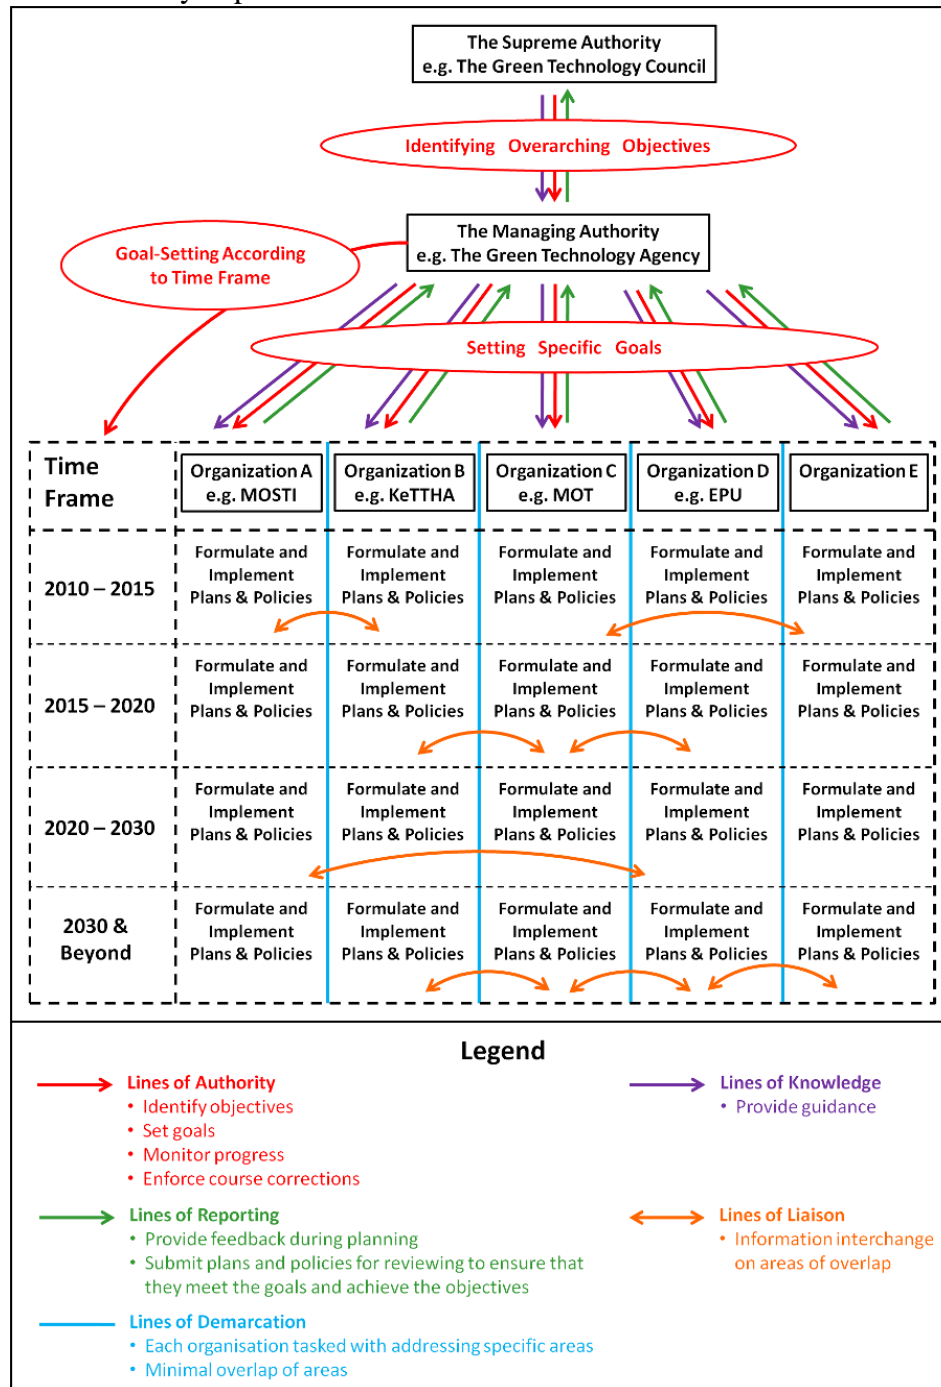 The Supreme Authority
e.g. The Green Technology Council
Identifying Overarching Objectives
The Managing Authority
e.g. The Green Technology Agency
Goal-Setting According
to Time Frame
Setting Specific Goals
Time
Frame
Organization A
e.g. MOSTI
Organization B
e.g. KeTTHA
Organization C
e.g. MOT
Organization D
e.g. EPU
Organization E
2010 – 2015
Formulate and
Implement
Plans & Policies
Formulate and
Implement
Plans & Policies
Formulate and
Implement
Plans & Policies
Formulate and
Implement
Plans & Policies
Formulate and
Implement
Plans & Policies
2015 – 2020
Formulate and
Implement
Plans & Policies
Formulate and
Implement
Plans & Policies
Formulate and
Implement
Plans & Policies
Formulate and
Implement
Plans & Policies
Formulate and
Implement
Plans & Policies
2020 – 2030
Formulate and
Implement
Plans & Policies
Formulate and
Implement
Plans & Policies
Formulate and
Implement
Plans & Policies
Formulate and
Implement
Plans & Policies
Formulate and
Implement
Plans & Policies
2030 &
Beyond
Formulate and
Implement
Plans & Policies
Formulate and
Implement
Plans & Policies
Formulate and
Implement
Plans & Policies
Formulate and
Implement
Plans & Policies
Formulate and
Implement
Plans & Policies
Legend
Lines of Authority
• Identify objectives
• Set goals
• Monitor progress
• Enforce course corrections
Lines of Knowledge
• Provide guidance
Lines of Reporting
• Provide feedback during planning
• Submit plans and policies for reviewing to ensure that
they meet the goals and achieve the objectives
Lines of Liaison
• Information interchange
on areas of overlap
Lines of Demarcation
• Each organisation tasked with addressing specific areas
• Minimal overlap of areas